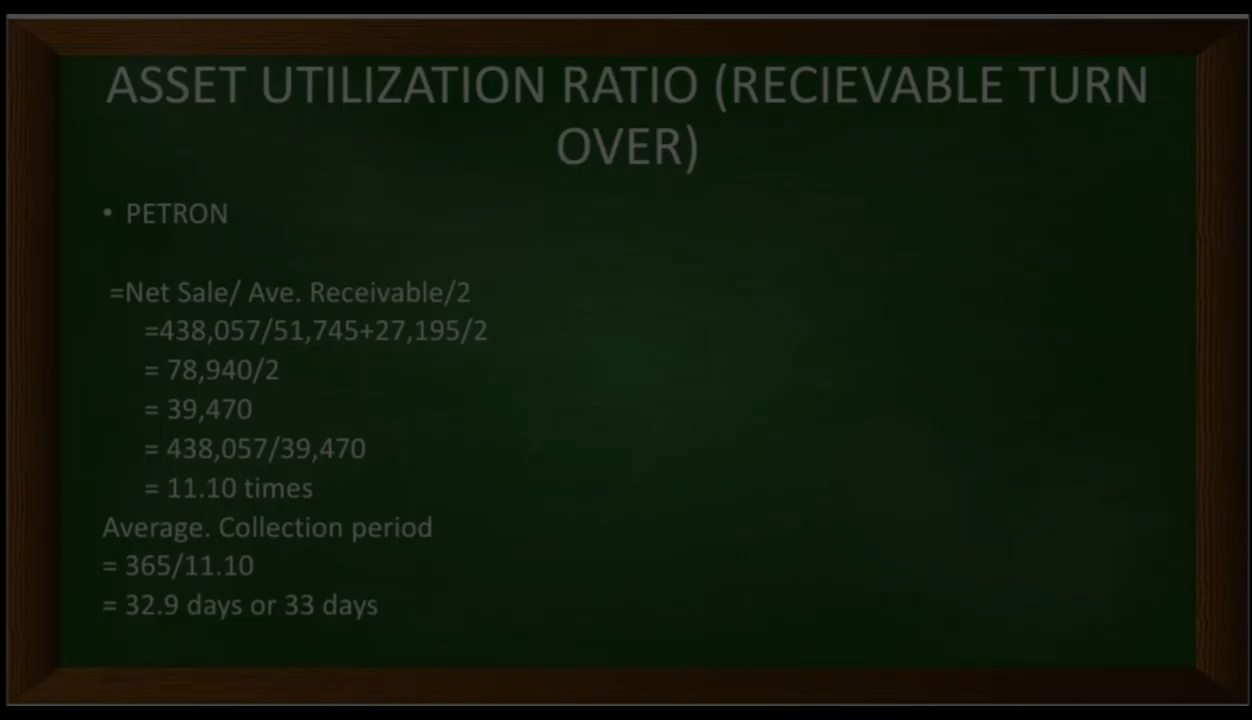 ASSET UTILIZATION RATIO (RECIEVABLE TURN
OVER)
• PETRON
=Net Sale/ Ave. Receivable/2
=438,057/51,745+27,195/2
= 78,940/2
= 39,470
= 438,057/39,470
= 11.10 times
Average. Collection period
= 365/11.10
= 32.9 days or 33 days